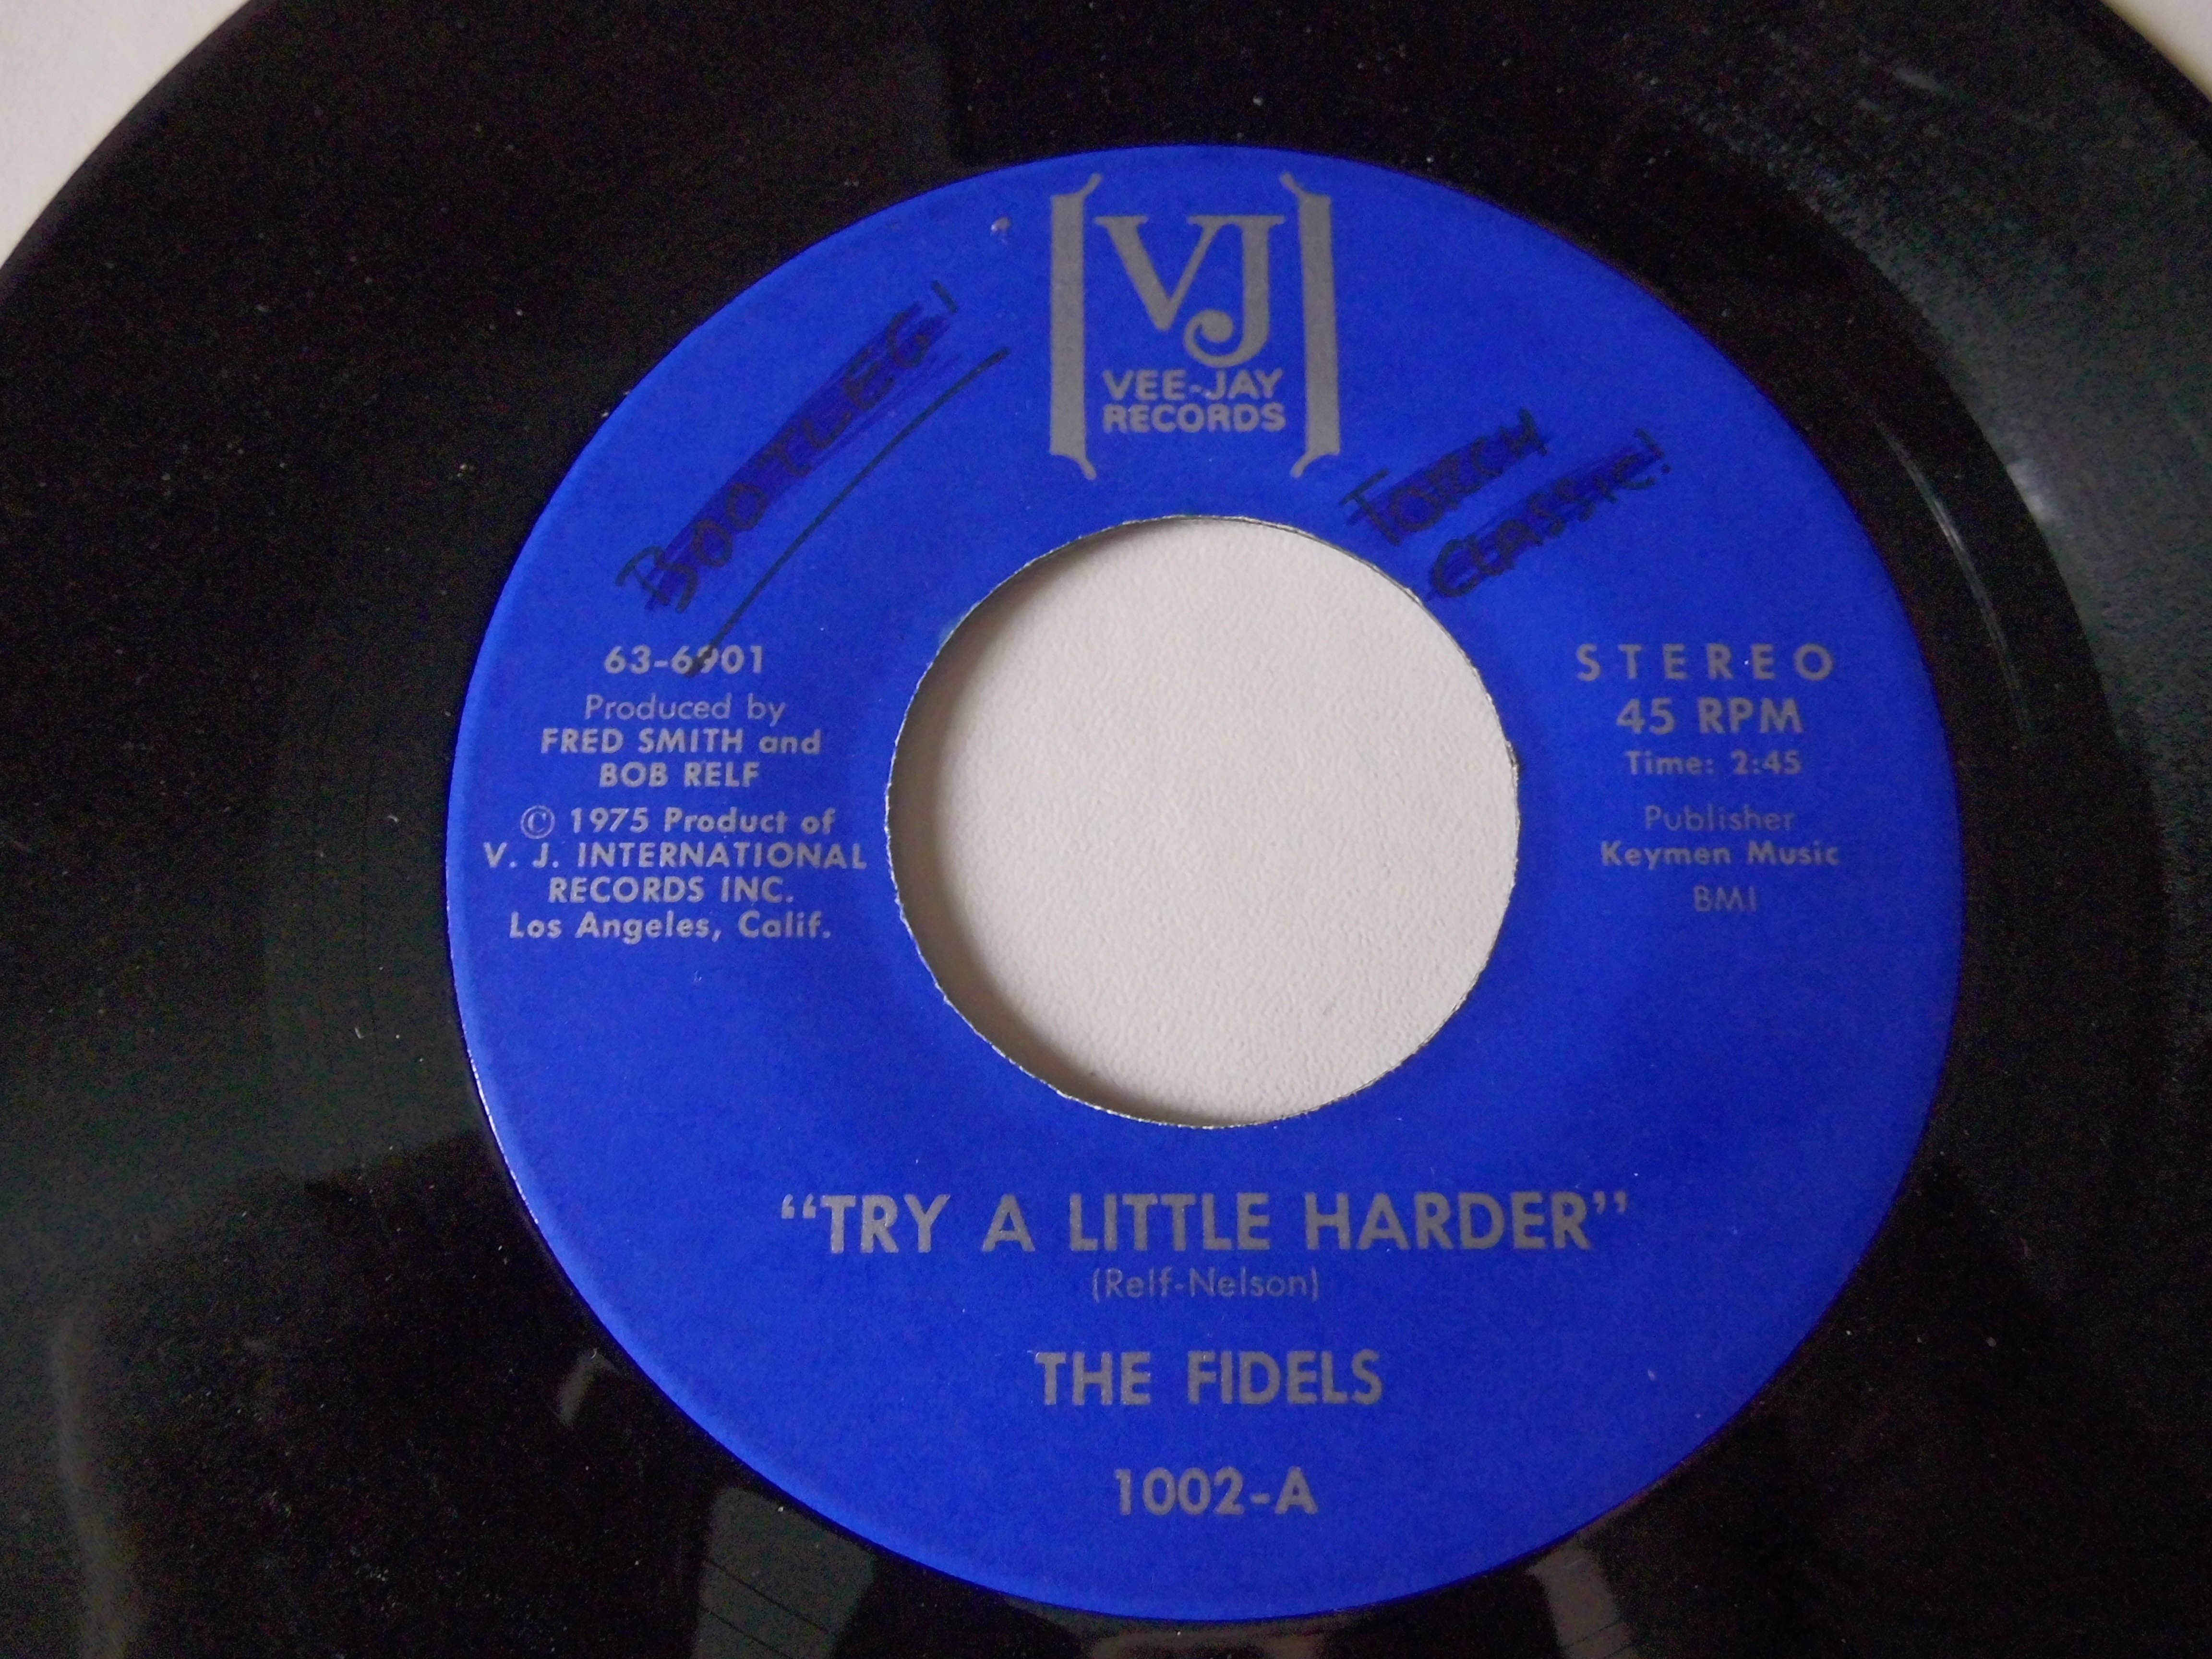 VJ
VEE-JAY
RECORDS
BOOTLEG!
TORCH
CLASSIC!
63-6901
Produced by
FRED SMITH and
BOB RELF
© 1975 Product of
V. J. INTERNATIONAL
RECORDS INC.
Los Angeles, Calif.
STEREO
45 RPM
Time: 2:45
Publisher
Keymen Music
BMI
“TRY A LITTLE HARDER”
(Relf-Nelson)
THE FIDELS
1002-A